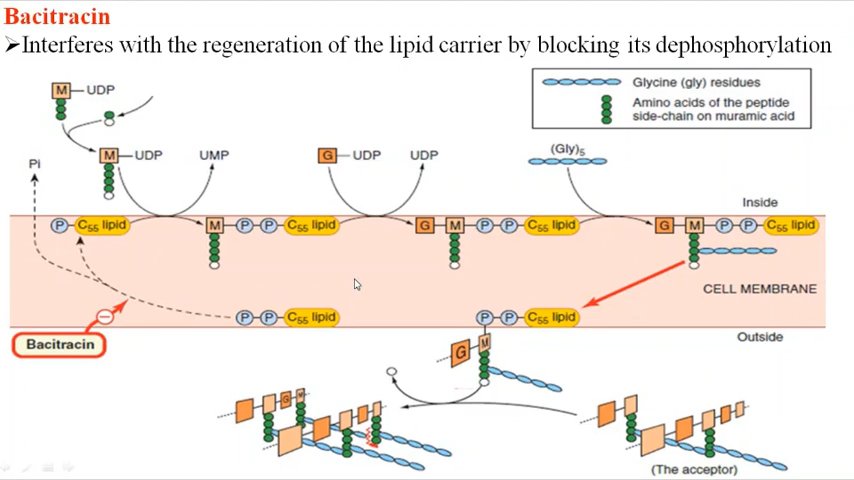 Bacitracin
➤Interferes with the regeneration of the lipid carrier by blocking its dephosphorylation
M UDP
Glycine (gly) residues
Amino acids of the peptide
side-chain on muramic acid
Pi
M UDP
UMP
G UDP
UDP
(Gly)5
Inside
P C55 lipid
M P P C55 lipid
G M P P C55 lipid
G M P P C55 lipid
CELL MEMBRANE
P P C55 lipid
P P C55 lipid
Outside
Bacitracin
G M
G M
(The acceptor)